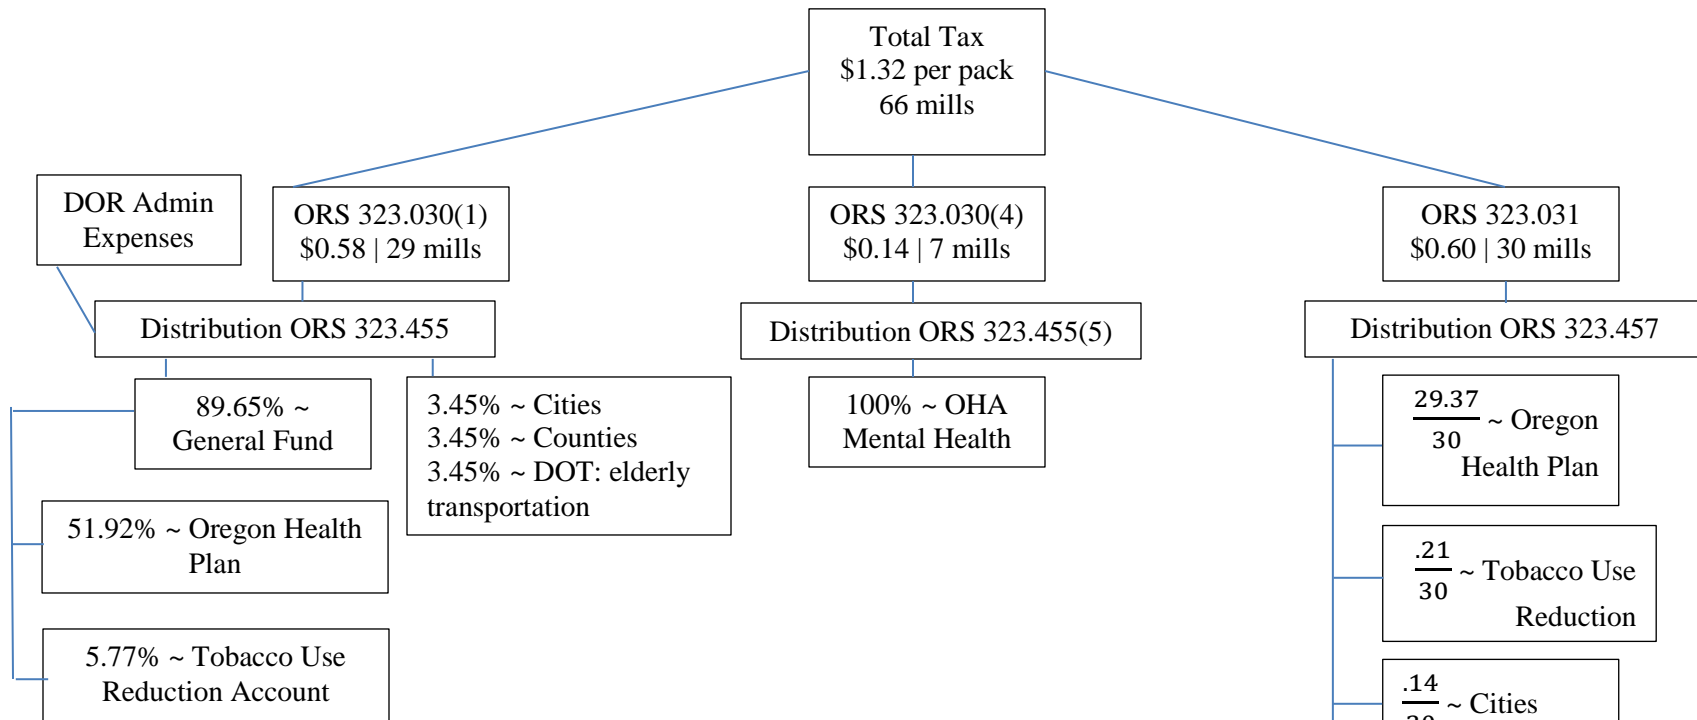 Total Tax
$1.32 per pack
66 mills
DOR Admin
Expenses
ORS 323.030(1)
$0.58 | 29 mills
ORS 323.030(4)
$0.14 | 7 mills
ORS 323.031
$0.60 | 30 mills
Distribution ORS 323.455
Distribution ORS 323.455(5)
Distribution ORS 323.457
89.65% ~
General Fund
3.45% ~ Cities
3.45% ~ Counties
3.45% ~ DOT: elderly
transportation
100% ~ OHA
Mental Health
29.37
30
~ Oregon
Health Plan
51.92% ~ Oregon Health
Plan
.21
30
~ Tobacco Use
Reduction
5.77% ~ Tobacco Use
Reduction Account
.14
~ Cities